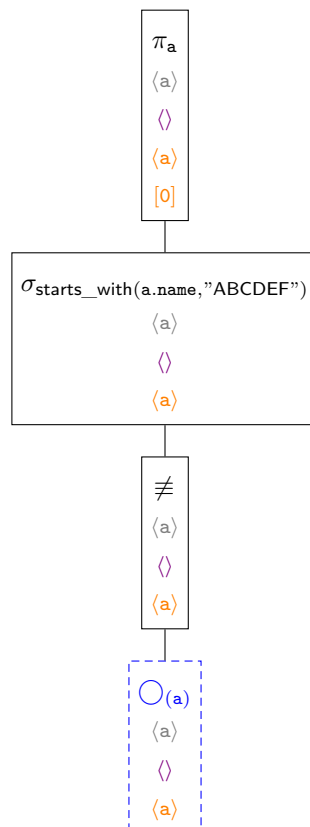 π_a
⟨a⟩
⟨⟩
⟨a⟩
[0]
σ_starts_with(a.name,"ABCDEF")
⟨a⟩
⟨⟩
⟨a⟩
≢
⟨a⟩
⟨⟩
⟨a⟩
◯_(a)
⟨a⟩
⟨⟩
⟨a⟩